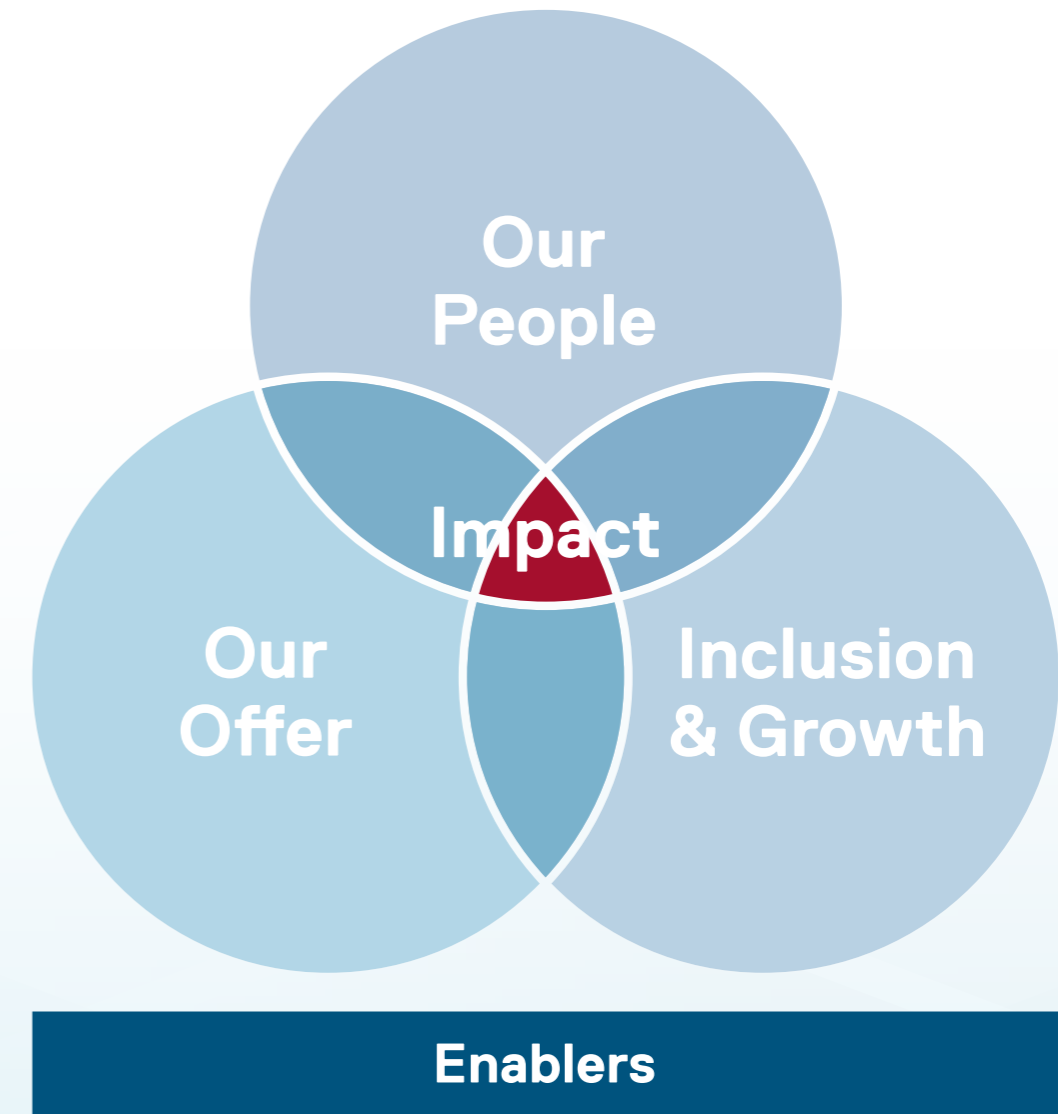 Our
People
Impact
Our
Offer
Inclusion
& Growth
Enablers